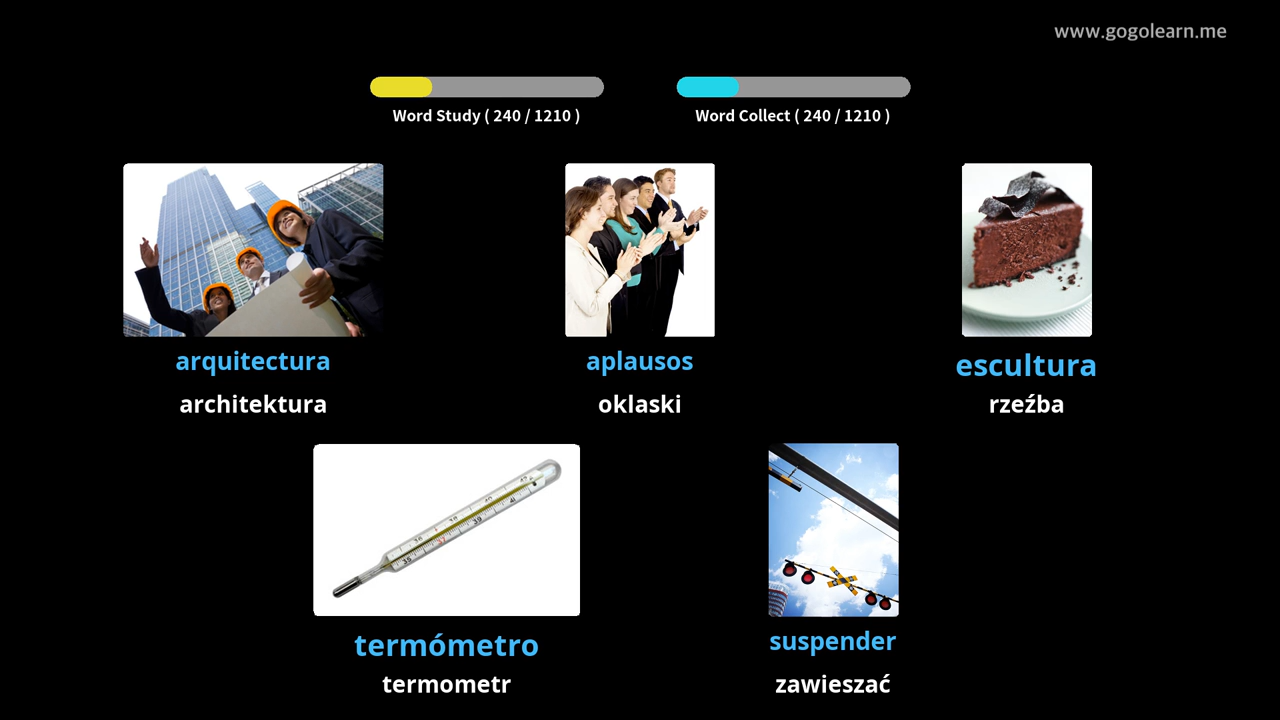 www.gogolearn.me
Word Study ( 240 / 1210 )
Word Collect ( 240 / 1210 )
arquitectura
architektura
aplausos
oklaski
escultura
rzeźba
termómetro
termometr
suspender
zawieszać